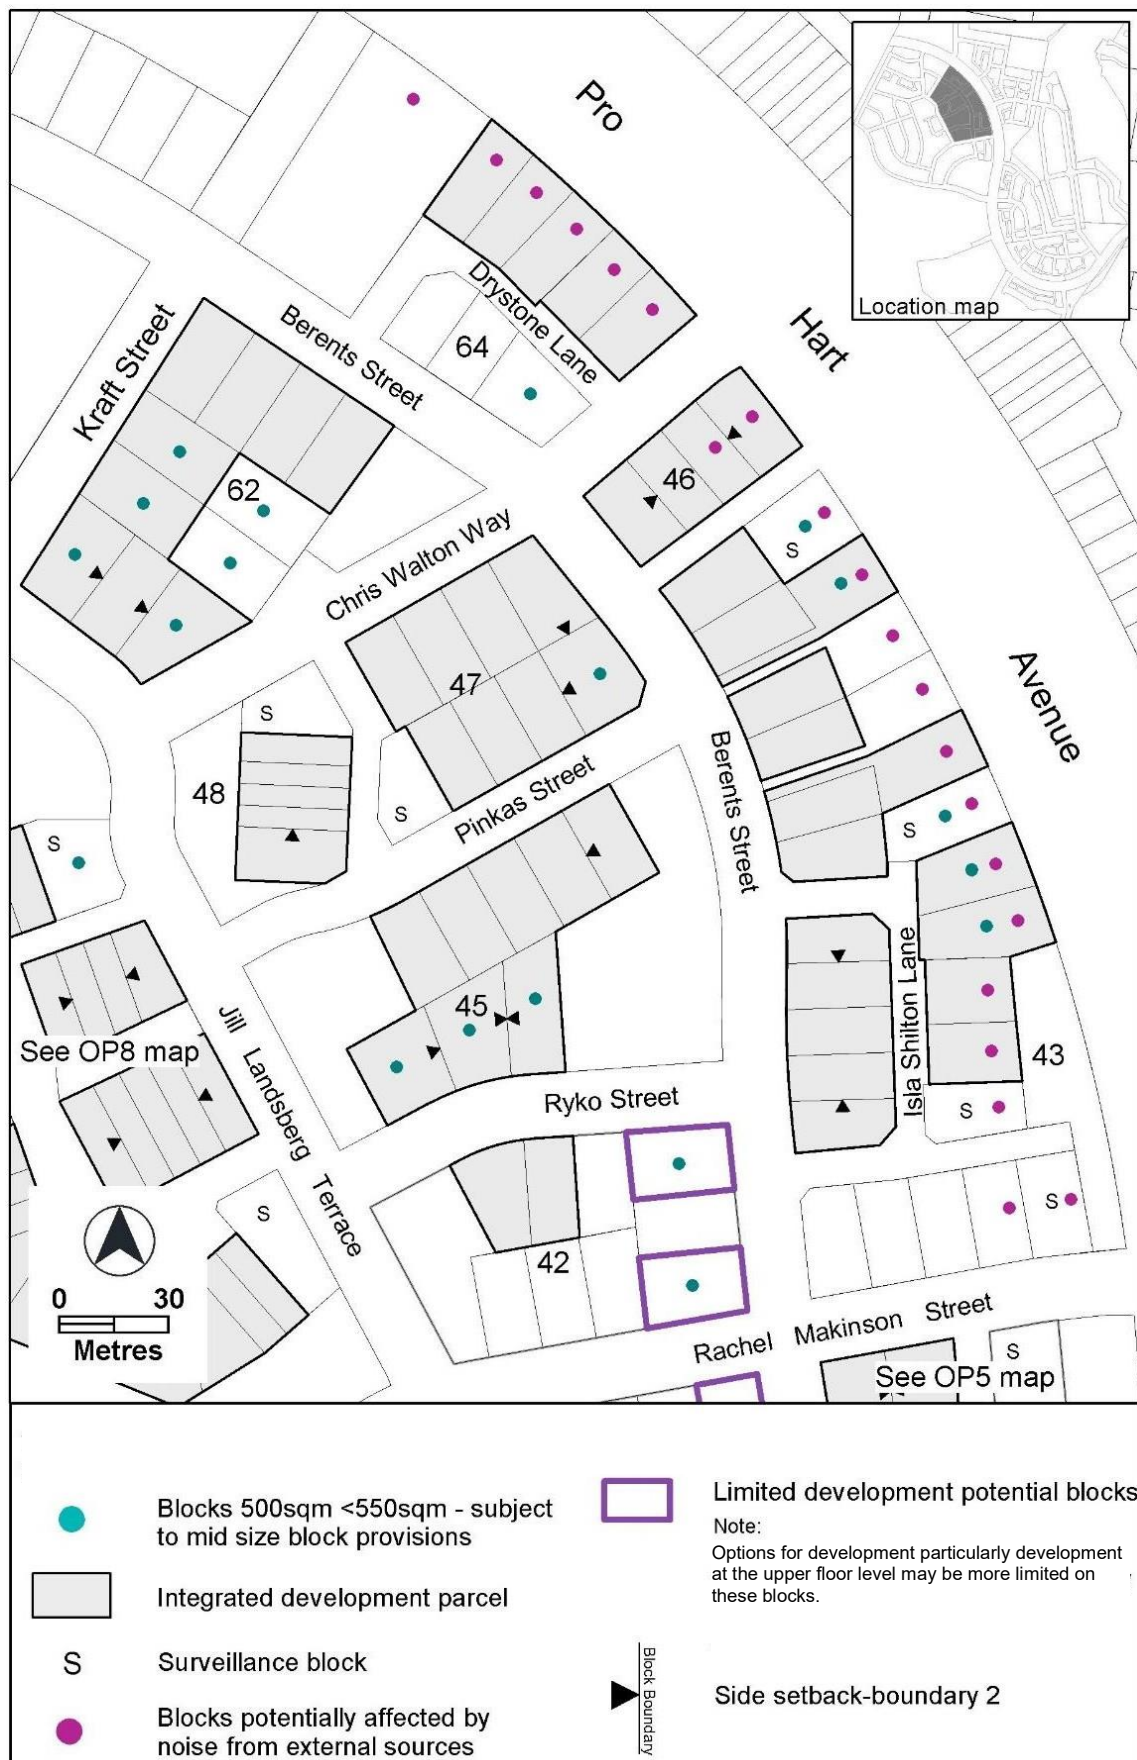 Pro
Hart
Avenue
Location map
Drystone Lane
64
Berents Street
Kraft Street
62
46
Chris Walton Way
47
S
S
48
S
Pinkas Street
Berents Street
S
S
45
Isla Shilton Lane
43
See OP8 map
Jill Landsberg Terrace
Ryko Street
S
S
S
42
Rachel Makinson Street
S
See OP5 map
0 30
Metres
Blocks 500sqm <550sqm - subject
to mid size block provisions
Integrated development parcel
S Surveillance block
Blocks potentially affected by
noise from external sources
Limited development potential blocks
Note:
Options for development particularly development
at the upper floor level may be more limited on
these blocks.
Block Boundary
Side setback-boundary 2